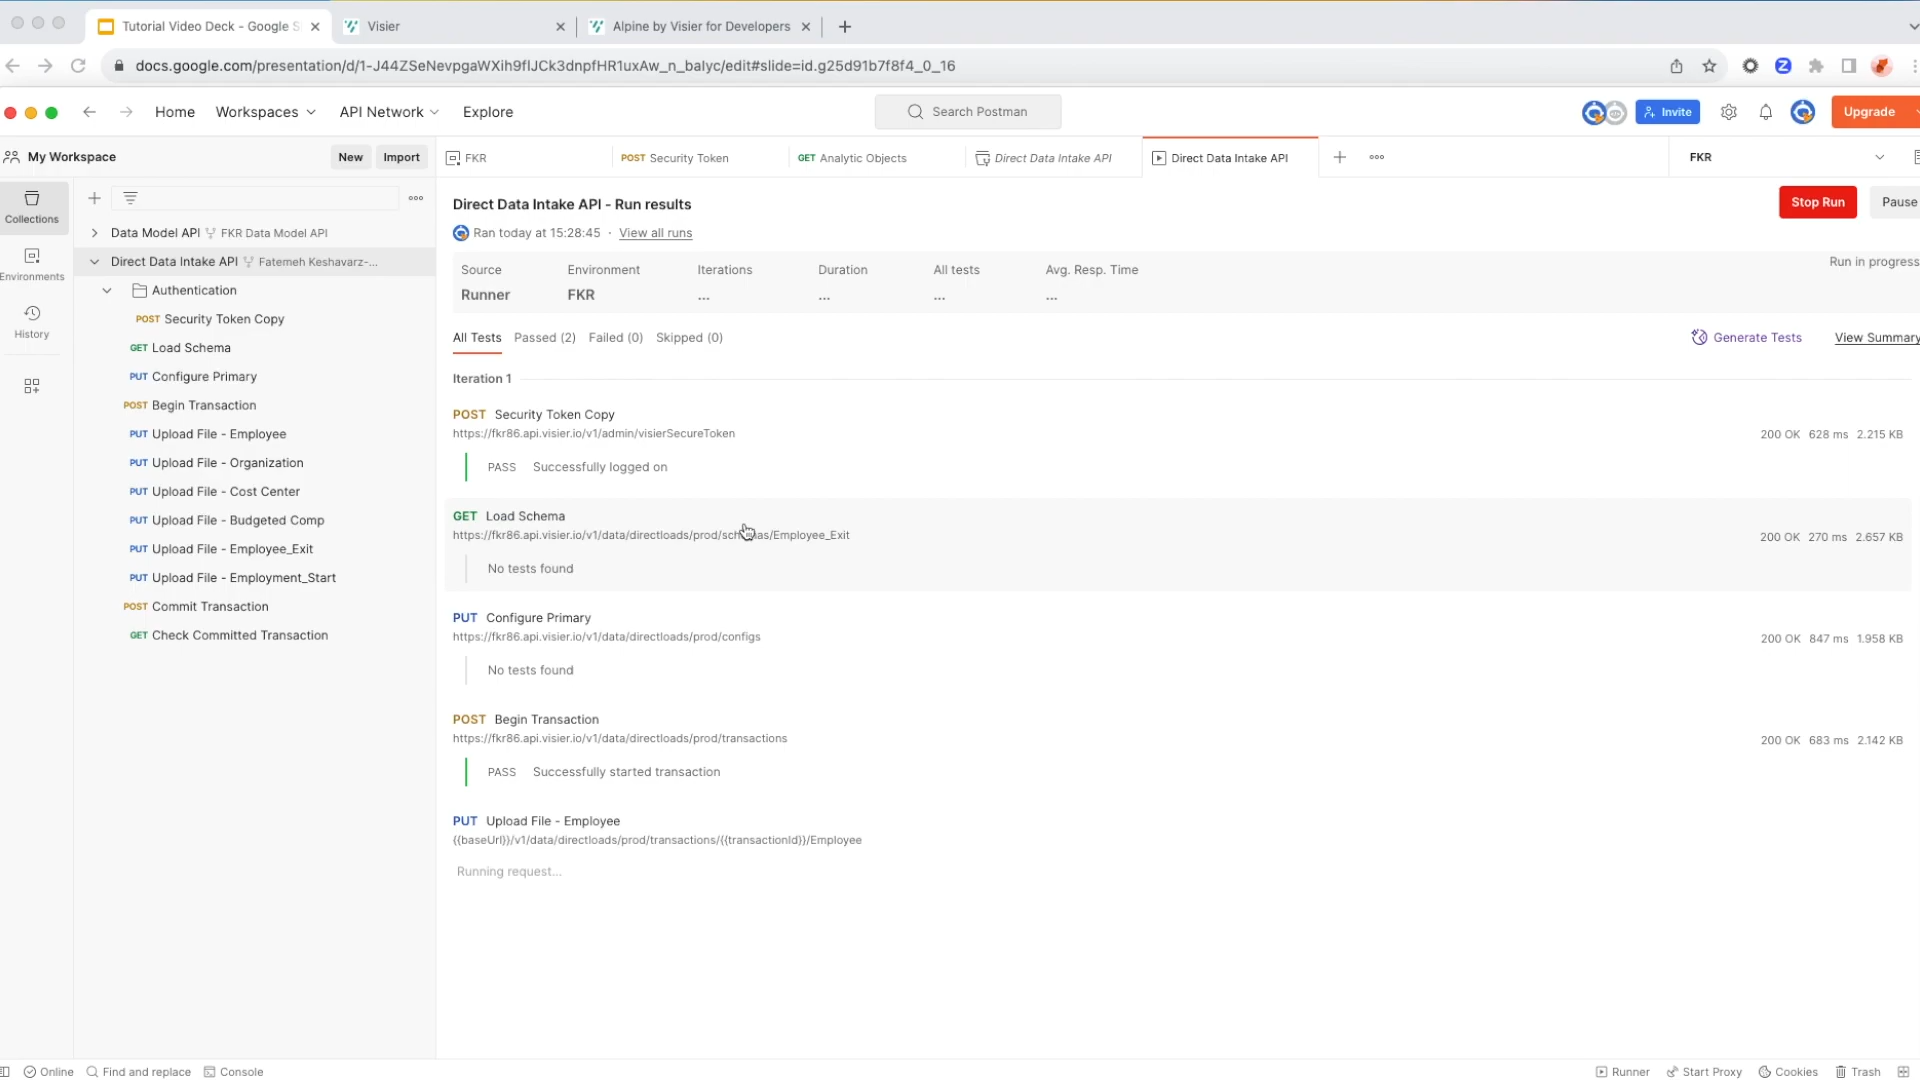 Tutorial Video Deck - Google S
Visier
Alpine by Visier for Developers
docs.google.com/presentation/d/1-J44ZSeNevpgaWXih9flJCk3dnpfHR1uxAw_n_balyc/edit#slide=id.g25d91b7f8f4_0_16
Home
Workspaces
API Network
Explore
Search Postman
Invite
Upgrade
My Workspace
New
Import
FKR
POST Security Token
GET Analytic Objects
Direct Data Intake API
Direct Data Intake API
FKR
Collections
Environments
History
Data Model API FKR Data Model API
Direct Data Intake API Fatemeh Keshavarz-...
Authentication
POST Security Token Copy
GET Load Schema
PUT Configure Primary
POST Begin Transaction
PUT Upload File - Employee
PUT Upload File - Organization
PUT Upload File - Cost Center
PUT Upload File - Budgeted Comp
PUT Upload File - Employee_Exit
PUT Upload File - Employment_Start
POST Commit Transaction
GET Check Committed Transaction
Direct Data Intake API - Run results
Stop Run
Pause
Ran today at 15:28:45 · View all runs
Run in progress
Source Environment Iterations Duration All tests Avg. Resp. Time
Runner FKR ... ... ... ...
All Tests Passed (2) Failed (0) Skipped (0)
Generate Tests
View Summary
Iteration 1
POST Security Token Copy
https://fkr86.api.visier.io/v1/admin/visierSecureToken
200 OK 628 ms 2.215 KB
PASS Successfully logged on
GET Load Schema
https://fkr86.api.visier.io/v1/data/directloads/prod/schemas/Employee_Exit
200 OK 270 ms 2.657 KB
No tests found
PUT Configure Primary
https://fkr86.api.visier.io/v1/data/directloads/prod/configs
200 OK 847 ms 1.958 KB
No tests found
POST Begin Transaction
https://fkr86.api.visier.io/v1/data/directloads/prod/transactions
200 OK 683 ms 2.142 KB
PASS Successfully started transaction
PUT Upload File - Employee
{{baseUrl}}/v1/data/directloads/prod/transactions/{{transactionId}}/Employee
Running request...
Online
Find and replace
Console
Runner
Start Proxy
Cookies
Trash